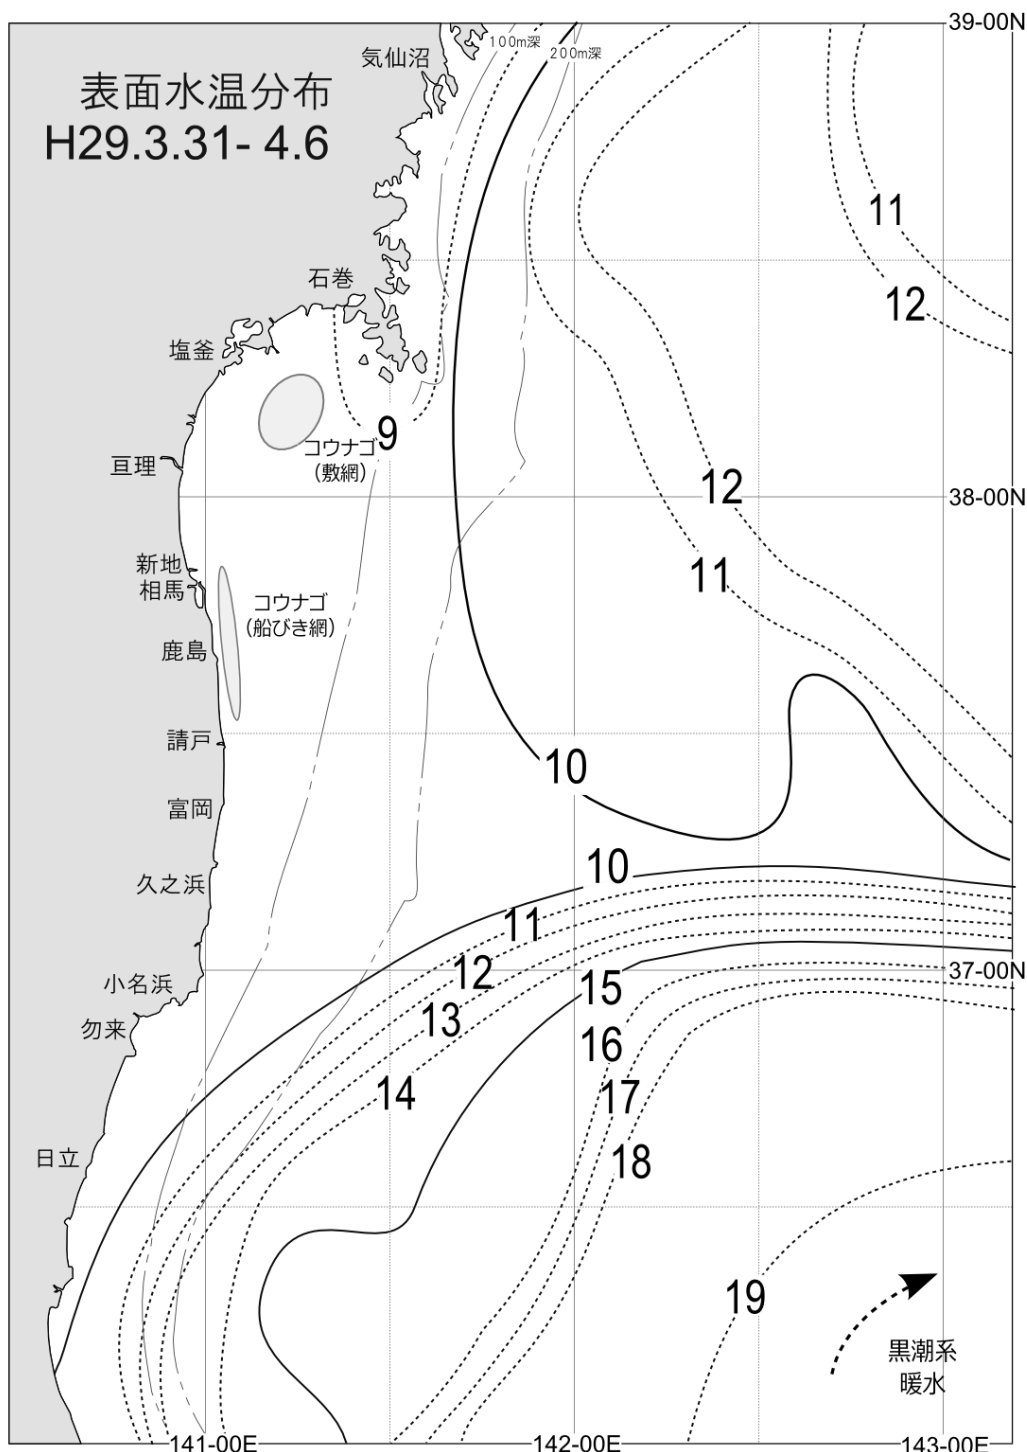 39-00N
100m深
200m深
気仙沼
表面水温分布
H29.3.31- 4.6
11
石巻
12
塩釜
9
コウナゴ
(敷網)
亘理
12
38-00N
新地
相馬
11
コウナゴ
(船びき網)
鹿島
請戸
10
富岡
10
久之浜
11
12
37-00N
小名浜
15
13
勿来
16
14
17
日立
18
19
黒潮系
暖水
141-00E
142-00E
143-00E